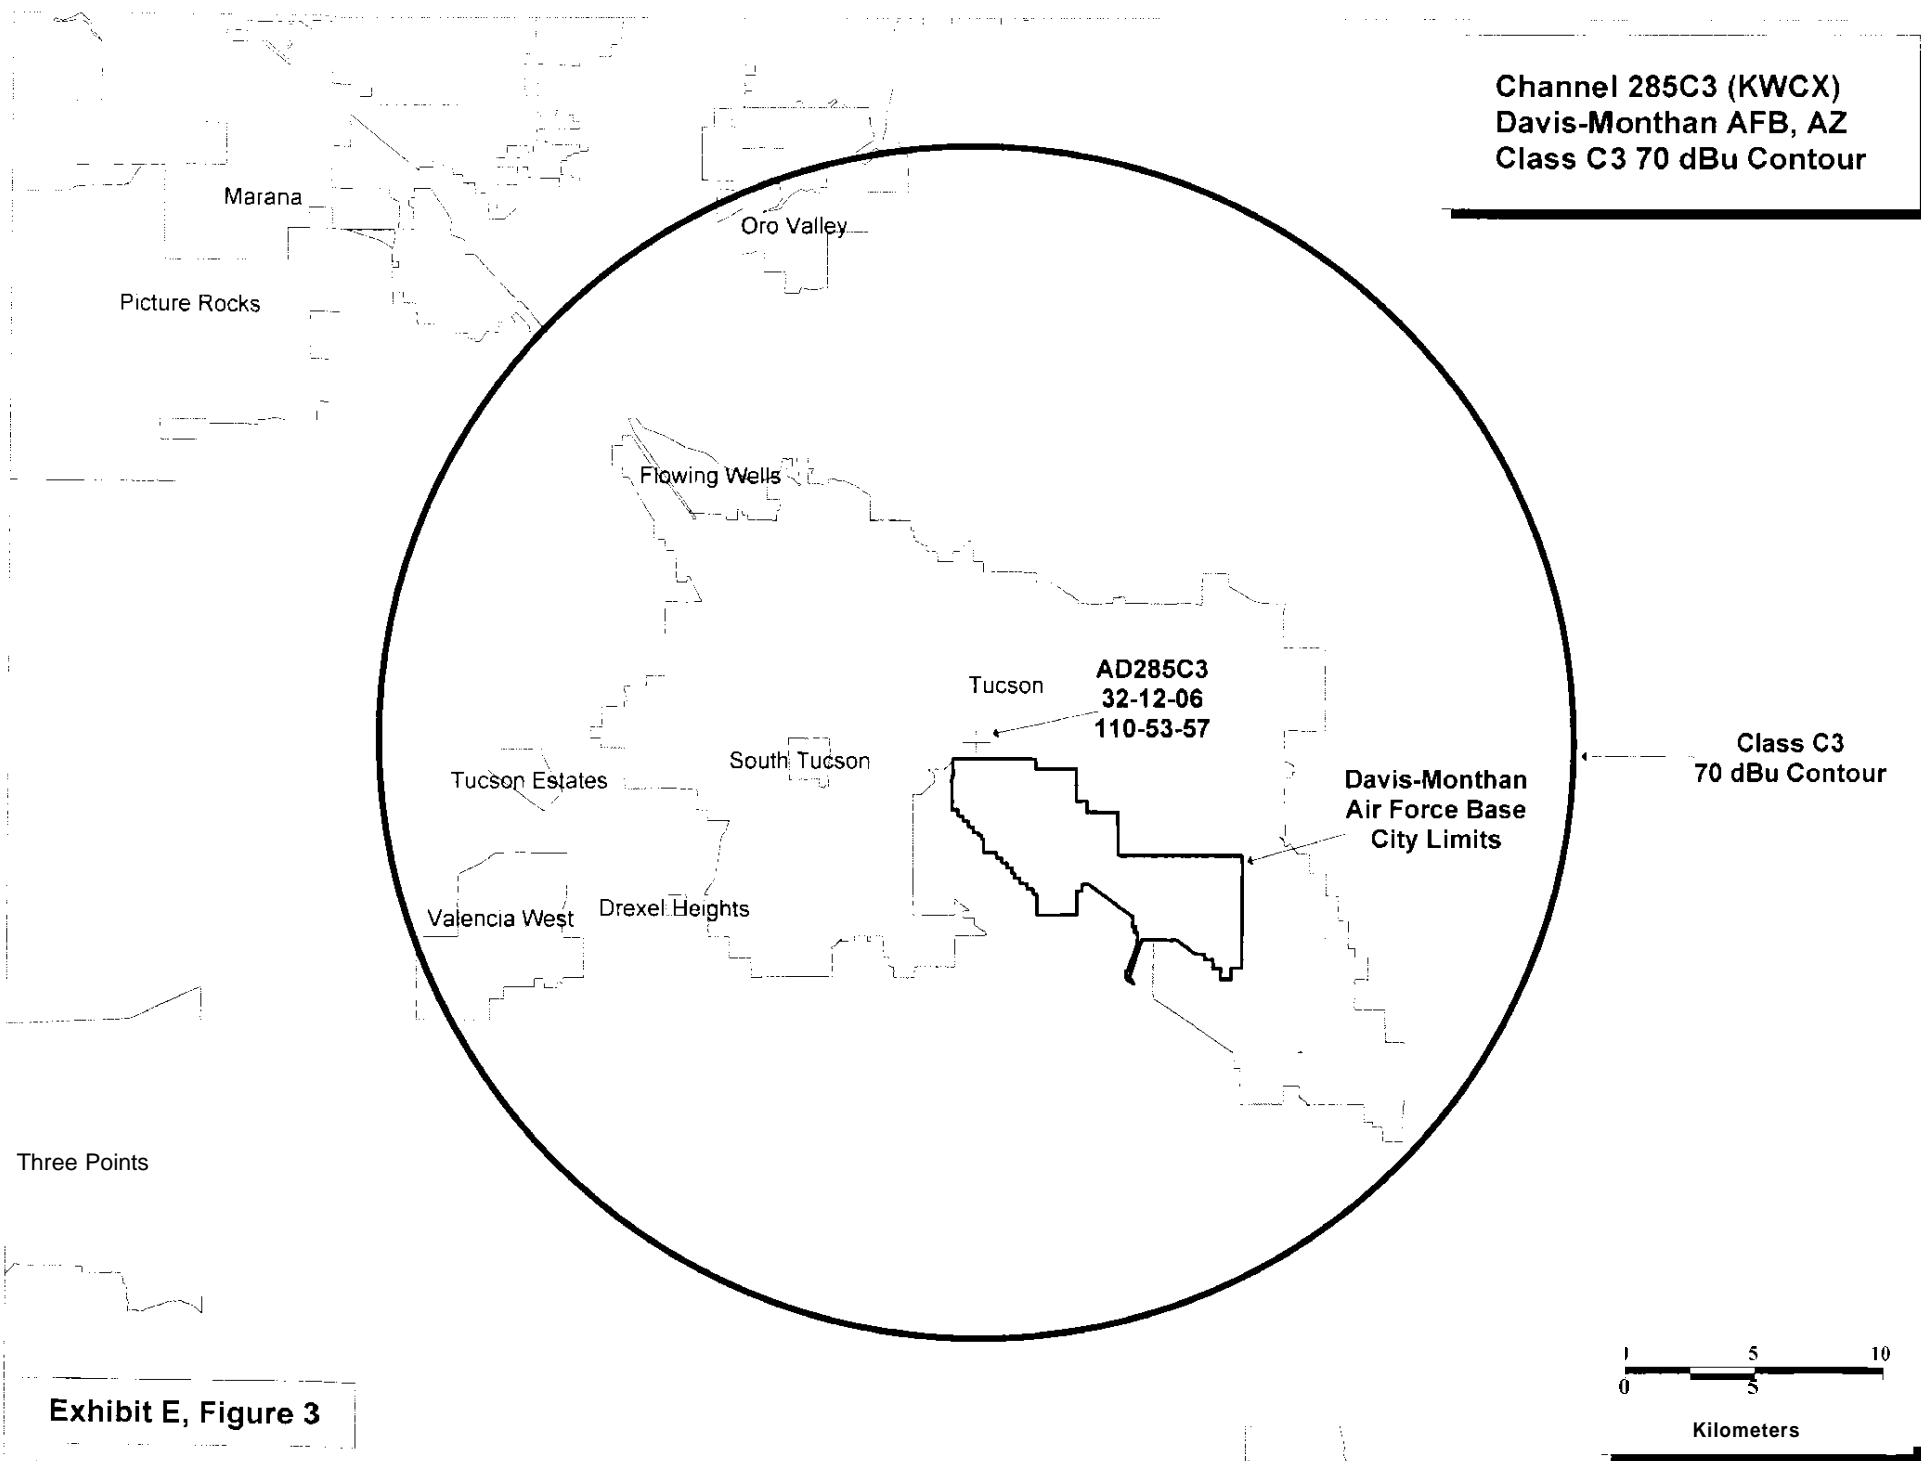 Channel 285C3 (KWCX)
Davis-Monthan AFB, AZ
Class C3 70 dBu Contour
Marana
Oro Valley
Picture Rocks
Flowing Wells
Tucson
AD285C3
32-12-06
110-53-57
South Tucson
Tucson Estates
Class C3
70 dBu Contour
Davis-Monthan
Air Force Base
City Limits
Valencia West
Drexel Heights
Three Points
5 10
0 5
Kilometers
Exhibit E, Figure 3